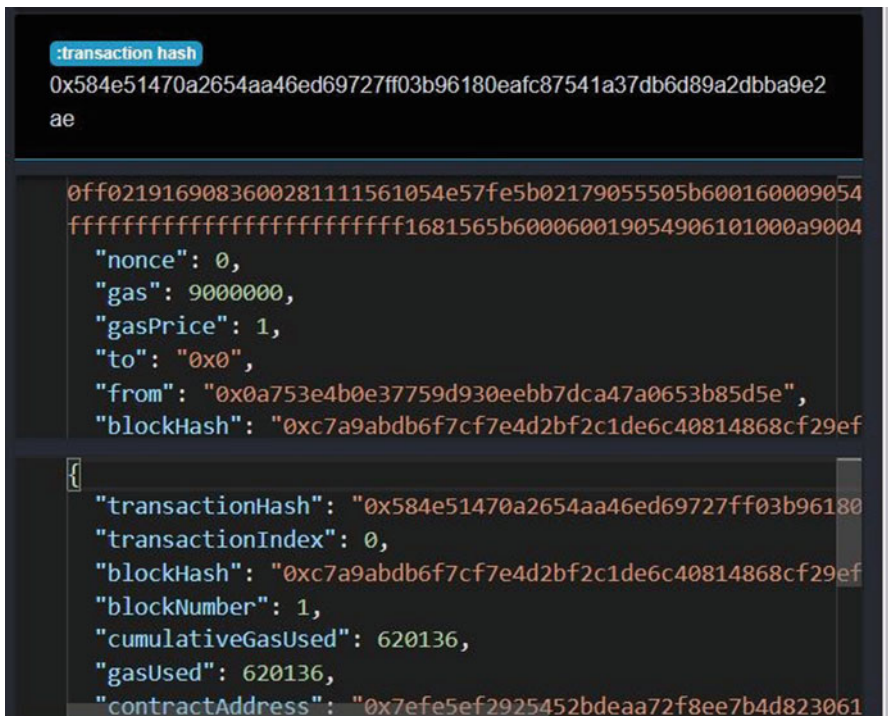 :transaction hash
0x584e51470a2654aa46ed69727ff03b96180eafc87541a37db6d89a2dbba9e2
ae
0ff021916908360028111156105​4e57fe5b02179055505b600160009054
ffffffffffffffffffffffff1681565b600060019054906101000a9004
"nonce": 0,
"gas": 9000000,
"gasPrice": 1,
"to": "0x0",
"from": "0x0a753e4b0e37759d930eebb7dca47a0653b85d5e",
"blockHash": "0xc7a9abdb6f7cf7e4d2bf2c1de6c40814868cf29ef
{
"transactionHash": "0x584e51470a2654aa46ed69727ff03b96180
"transactionIndex": 0,
"blockHash": "0xc7a9abdb6f7cf7e4d2bf2c1de6c40814868cf29ef
"blockNumber": 1,
"cumulativeGasUsed": 620136,
"gasUsed": 620136,
"contractAddress": "0x7efe5ef2925452bdeaa72f8ee7b4d823061